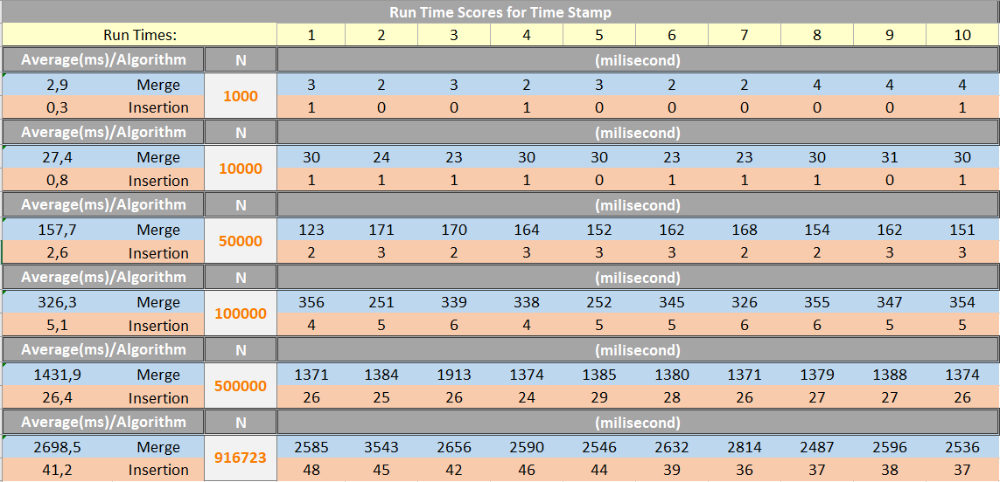 Run Time Scores for Time Stamp
Run Times: 1 2 3 4 5 6 7 8 9 10
Average(ms)/Algorithm N (milisecond)
2,9 Merge 1000 3 2 3 2 3 2 2 4 4 4
0,3 Insertion 1 0 0 1 0 0 0 0 0 1
Average(ms)/Algorithm N (milisecond)
27,4 Merge 10000 30 24 23 30 30 23 23 30 31 30
0,8 Insertion 1 1 1 1 0 1 1 1 0 1
Average(ms)/Algorithm N (milisecond)
157,7 Merge 50000 123 171 170 164 152 162 168 154 162 151
2,6 Insertion 2 3 2 3 3 3 2 2 3 3
Average(ms)/Algorithm N (milisecond)
326,3 Merge 100000 356 251 339 338 252 345 326 355 347 354
5,1 Insertion 4 5 6 4 5 5 6 6 5 5
Average(ms)/Algorithm N (milisecond)
1431,9 Merge 500000 1371 1384 1913 1374 1385 1380 1371 1379 1388 1374
26,4 Insertion 26 25 26 24 29 28 26 27 27 26
Average(ms)/Algorithm N (milisecond)
2698,5 Merge 916723 2585 3543 2656 2590 2546 2632 2814 2487 2596 2536
41,2 Insertion 48 45 42 46 44 39 36 37 38 37